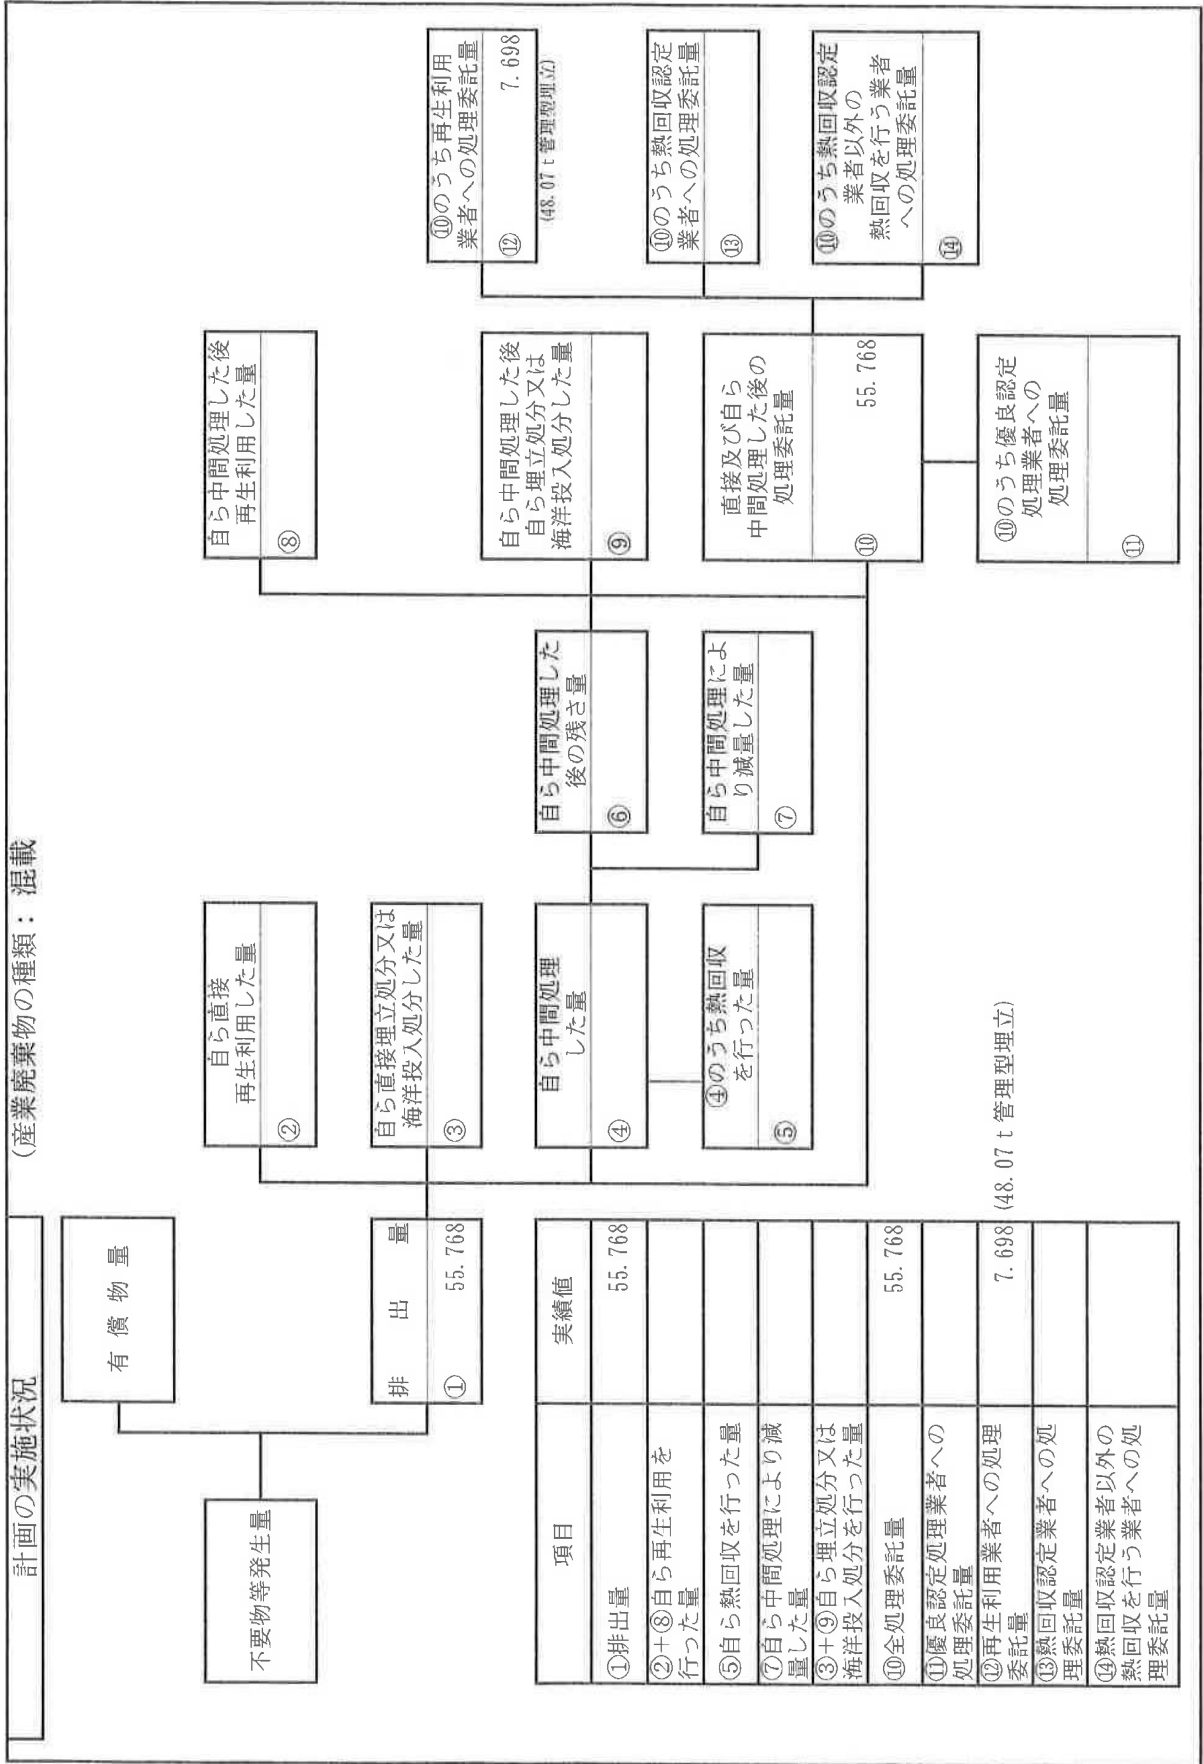 計画の実施状況
(産業廃棄物の種類：混載
不要物等発生量
有償物量
排出量
① 55.768
自ら直接
再生利用した量
②
自ら直接埋立処分又は
海洋投入処分した量
③
自ら中間処理
した量
④
④のうち熱回収
を行った量
⑤
自ら中間処理した
後の残さ量
⑥
自ら中間処理によ
り減量した量
⑦
自ら中間処理した後
再生利用した量
⑧
自ら中間処理した後
自ら埋立処分又は
海洋投入処分した量
⑨
直接及び自ら
中間処理した後の
処理委託量
⑩ 55.768
⑩のうち優良認定
処理業者への
処理委託量
⑪
⑩のうち再生利用
業者への処理委託量
⑫ 7.698
(48.07ｔ管理型埋立)
⑩のうち熱回収認定
業者への処理委託量
⑬
⑩のうち熱回収認定
業者以外の
熱回収を行う業者
への処理委託量
⑭
項目 実績値
①排出量 55.768
②+⑧自ら再生利用を
行った量
⑤自ら熱回収を行った量
⑦自ら中間処理により減
量した量
③+⑨自ら埋立処分又は
海洋投入処分を行った量
⑩全処理委託量 55.768
⑪優良認定処理業者への
処理委託量
⑫再生利用業者への処理
委託量 7.698 (48.07ｔ管理型埋立)
⑬熱回収認定業者への処
理委託量
⑭熱回収認定業者以外の
熱回収を行う業者への処
理委託量